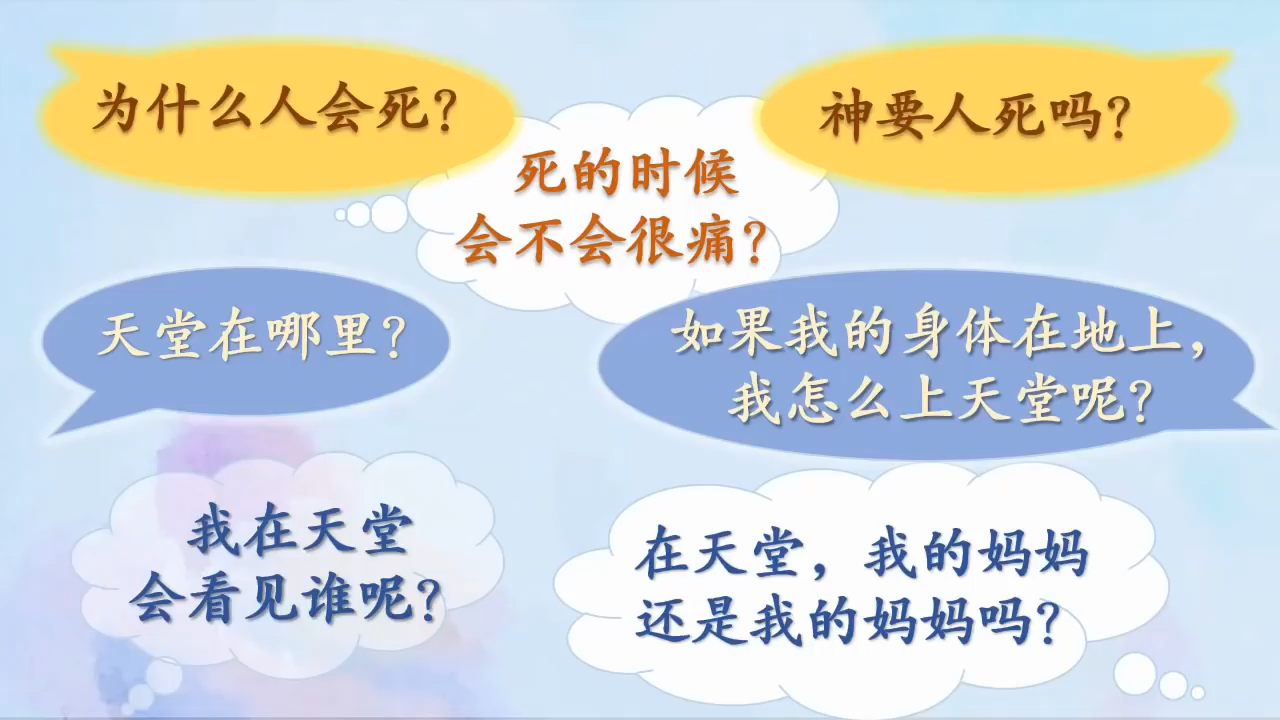 为什么人会死？
神要人死吗？
死的时候
会不会很痛？
天堂在哪里？
如果我的身体在地上，
我怎么上天堂呢？
我在天堂
会看见谁呢？
在天堂，我的妈妈
还是我的妈妈吗？